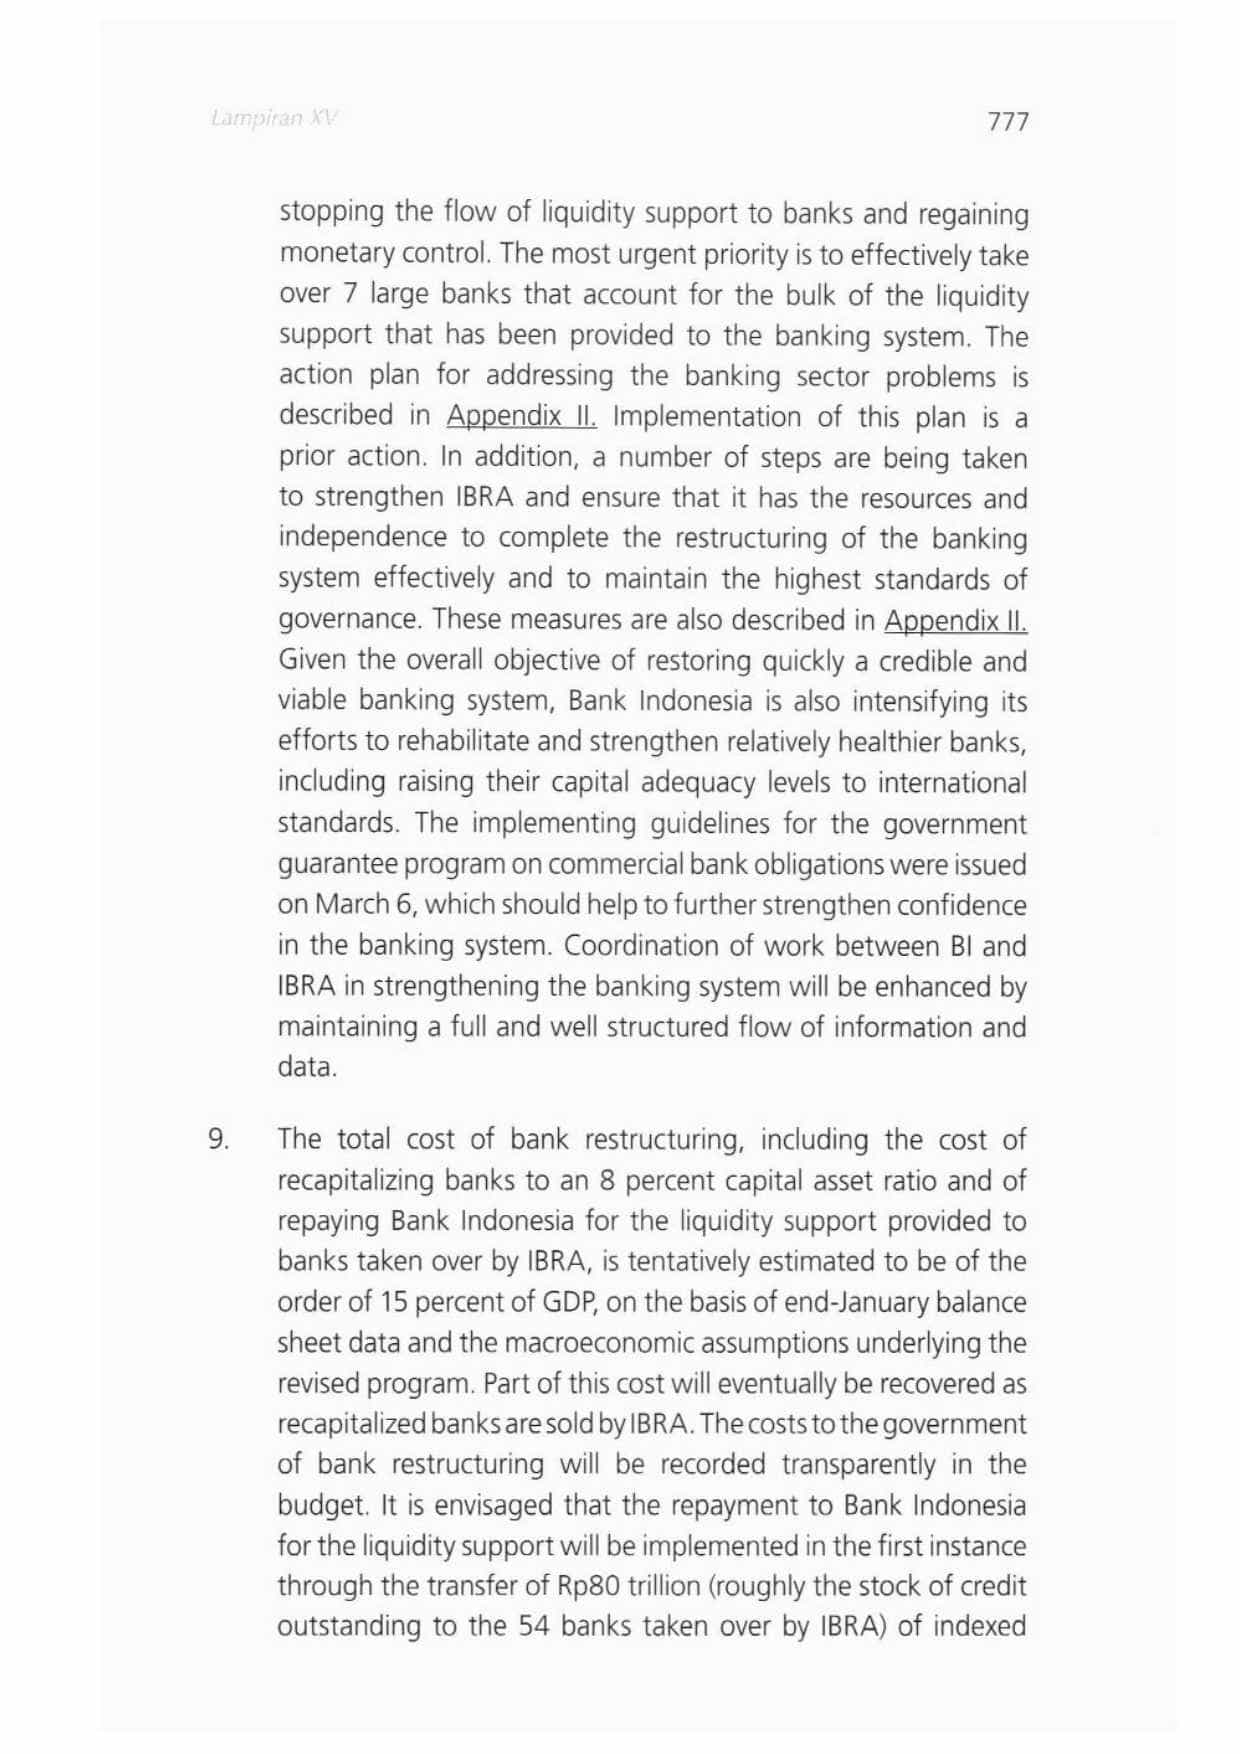 Lampiran XV
777
stopping the flow of liquidity support to banks and regaining
monetary control. The most urgent priority is to effectively take
over 7 large banks that account for the bulk of the liquidity
support that has been provided to the banking system. The
action plan for addressing the banking sector problems is
described in Appendix II. Implementation of this plan is a
prior action. In addition, a number of steps are being taken
to strengthen IBRA and ensure that it has the resources and
independence to complete the restructuring of the banking
system effectively and to maintain the highest standards of
governance. These measures are also described in Appendix II.
Given the overall objective of restoring quickly a credible and
viable banking system, Bank Indonesia is also intensifying its
efforts to rehabilitate and strengthen relatively healthier banks,
including raising their capital adequacy levels to international
standards. The implementing guidelines for the government
guarantee program on commercial bank obligations were issued
on March 6, which should help to further strengthen confidence
in the banking system. Coordination of work between BI and
IBRA in strengthening the banking system will be enhanced by
maintaining a full and well structured flow of information and
data.
9. The total cost of bank restructuring, including the cost of
recapitalizing banks to an 8 percent capital asset ratio and of
repaying Bank Indonesia for the liquidity support provided to
banks taken over by IBRA, is tentatively estimated to be of the
order of 15 percent of GDP, on the basis of end-January balance
sheet data and the macroeconomic assumptions underlying the
revised program. Part of this cost will eventually be recovered as
recapitalized banks are sold by IBRA. The costs to the government
of bank restructuring will be recorded transparently in the
budget. It is envisaged that the repayment to Bank Indonesia
for the liquidity support will be implemented in the first instance
through the transfer of Rp80 trillion (roughly the stock of credit
outstanding to the 54 banks taken over by IBRA) of indexed